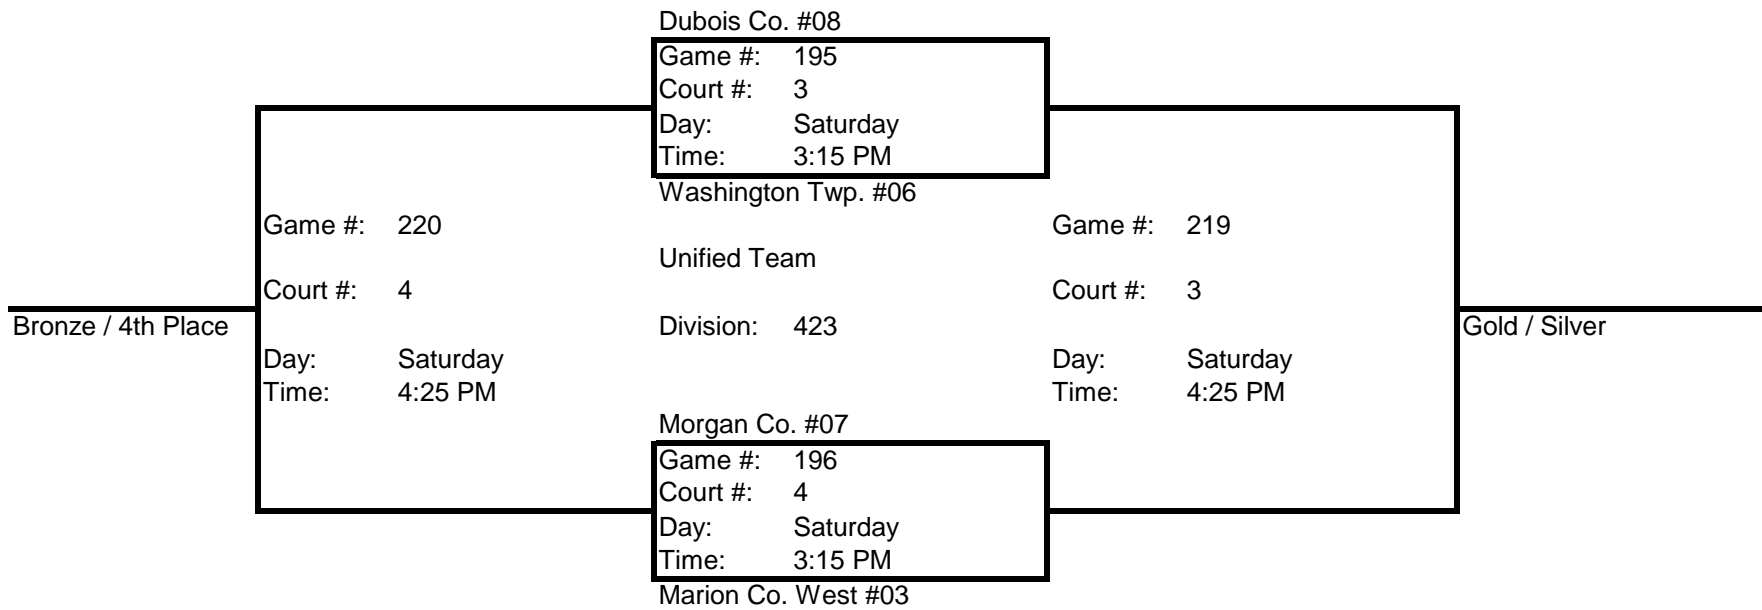 Dubois Co. #08
Game #: 195
Court #: 3
Day: Saturday
Time: 3:15 PM
Washington Twp. #06
Game #: 220
Court #: 4
Bronze / 4th Place
Day: Saturday
Time: 4:25 PM
Unified Team
Division: 423
Game #: 219
Court #: 3
Gold / Silver
Day: Saturday
Time: 4:25 PM
Morgan Co. #07
Game #: 196
Court #: 4
Day: Saturday
Time: 3:15 PM
Marion Co. West #03